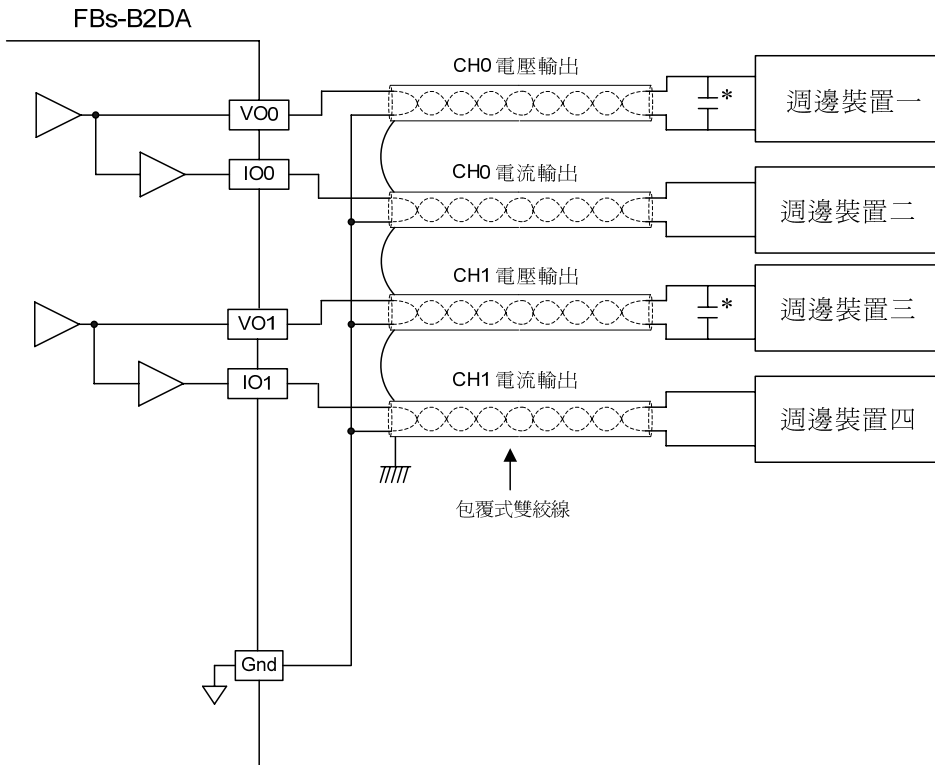 FBs-B2DA
CH0 電壓輸出
VO0
*
週邊裝置一
IO0
CH0 電流輸出
週邊裝置二
CH1 電壓輸出
VO1
*
週邊裝置三
IO1
CH1 電流輸出
週邊裝置四
包覆式雙絞線
Gnd